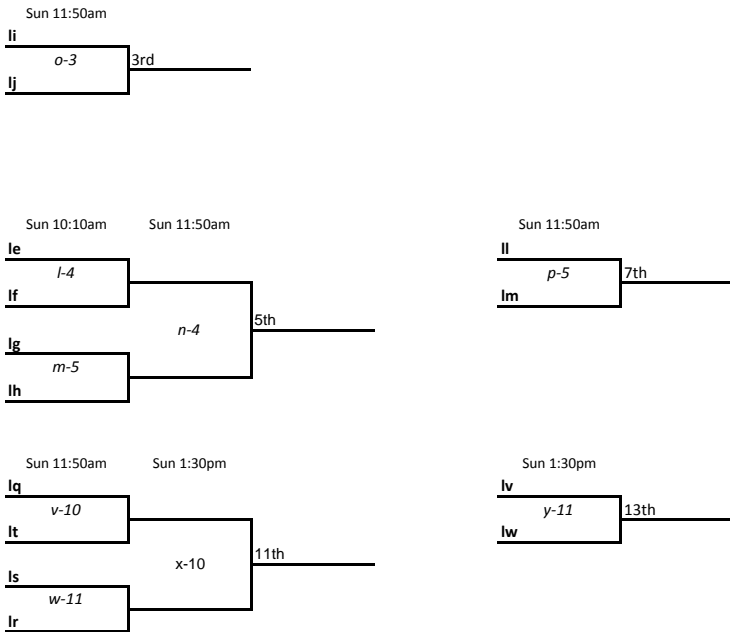 Sun 11:50am
li
o-3
3rd
lj
Sun 10:10am Sun 11:50am Sun 11:50am
le ll
l-4 p-5 7th
lf lm
n-4 5th
lg
m-5
lh
Sun 11:50am Sun 1:30pm Sun 1:30pm
lq lv
v-10 y-11 13th
lt lw
x-10 11th
ls
w-11
lr